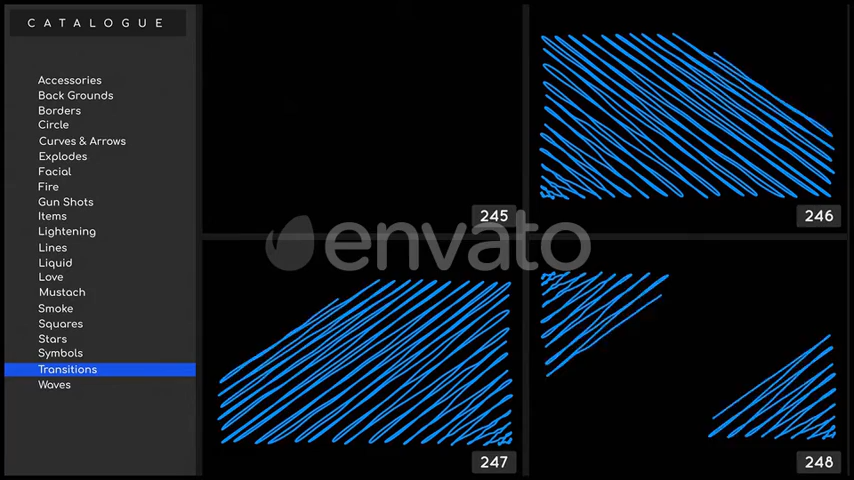 CATALOGUE
Accessories
Back Grounds
Borders
Circle
Curves & Arrows
Explodes
Facial
Fire
Gun Shots
Items
Lightening
Lines
Liquid
Love
Mustach
Smoke
Squares
Stars
Symbols
Transitions
Waves
245
246
envato
247
248